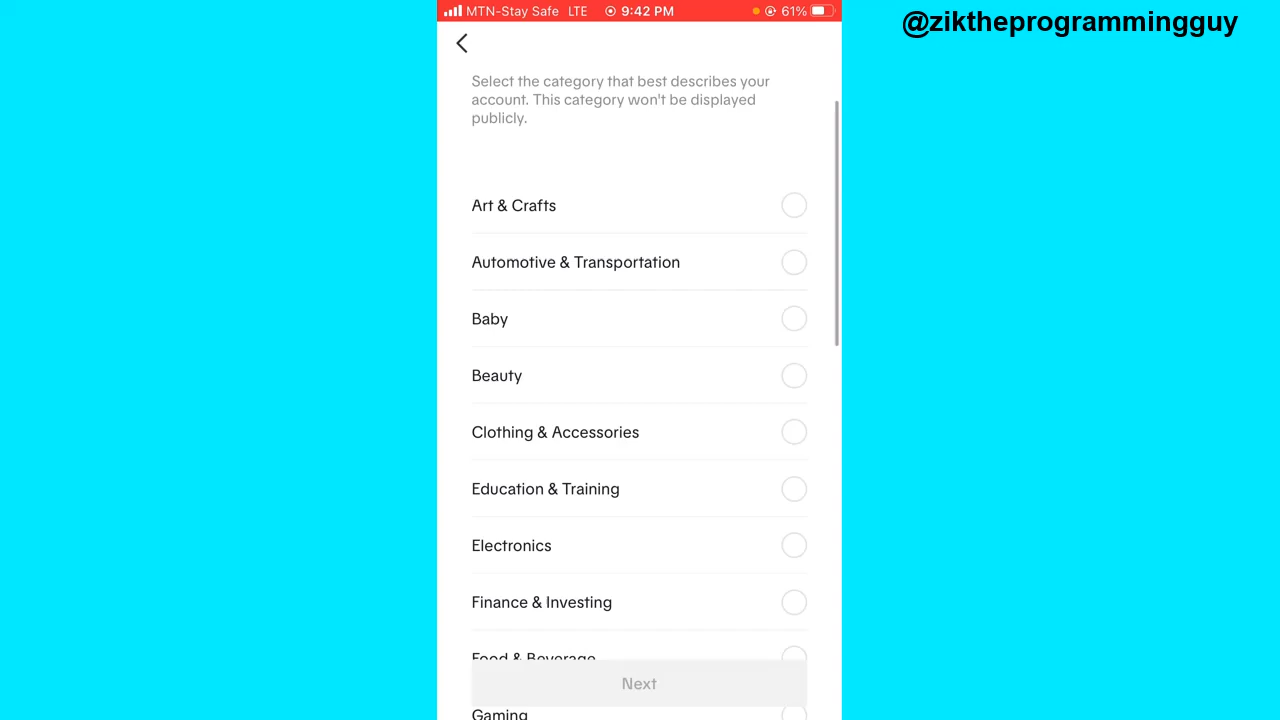 MTN-Stay Safe LTE 9:42 PM 61%
@ziktheprogrammingguy
Select the category that best describes your
account. This category won't be displayed
publicly.
Art & Crafts
Automotive & Transportation
Baby
Beauty
Clothing & Accessories
Education & Training
Electronics
Finance & Investing
Food & Beverage
Next
Gaming